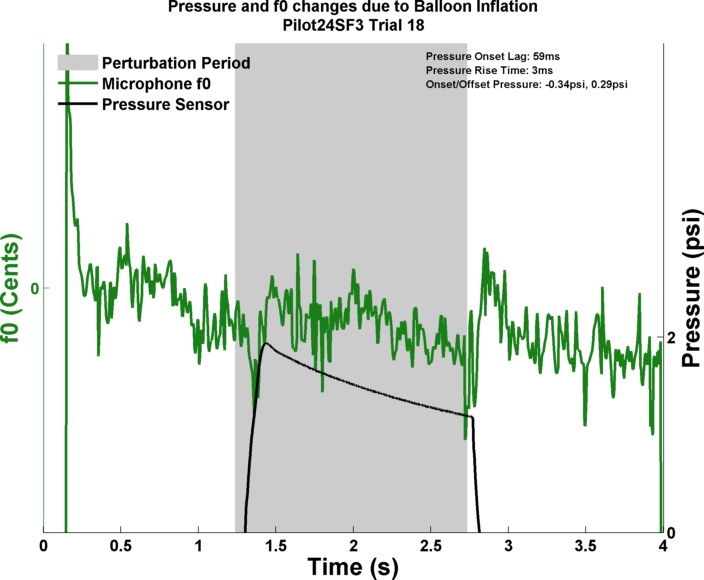 Pressure and f0 changes due to Balloon Inflation
Pilot24SF3 Trial 18
Perturbation Period
Microphone f0
Pressure Sensor
Pressure Onset Lag: 59ms
Pressure Rise Time: 3ms
Onset/Offset Pressure: -0.34psi, 0.29psi
f0 (Cents)
0
Pressure (psi)
2
0
0 0.5 1 1.5 2 2.5 3 3.5 4
Time (s)